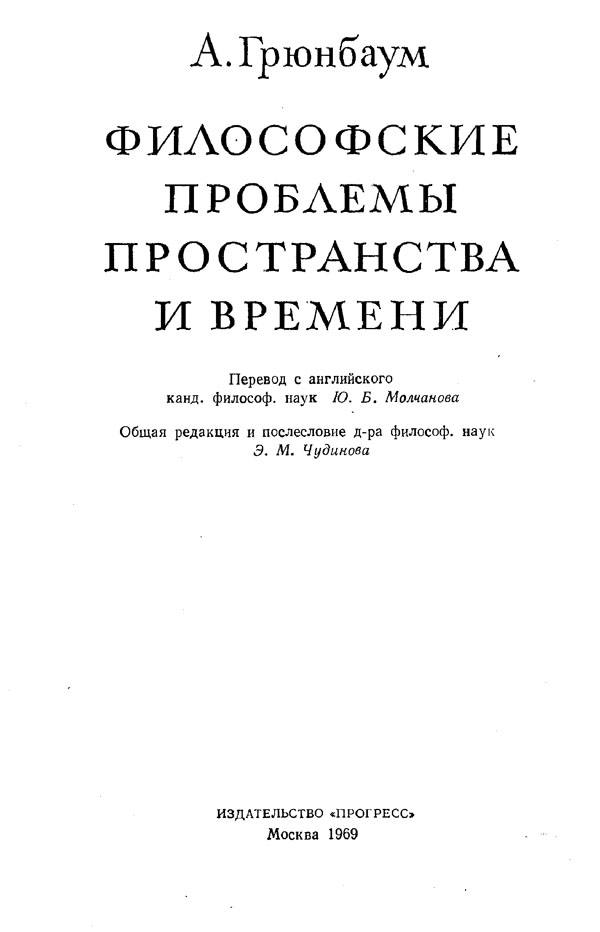 А. Грюнбаум
ФИЛОСОФСКИЕ
ПРОБЛЕМЫ
ПРОСТРАНСТВА
И ВРЕМЕНИ
Перевод с английского
канд. философ. наук Ю. Б. Молчанова
Общая редакция и послесловие д-ра философ. наук
Э. М. Чудинова
ИЗДАТЕЛЬСТВО «ПРОГРЕСС»
Москва 1969